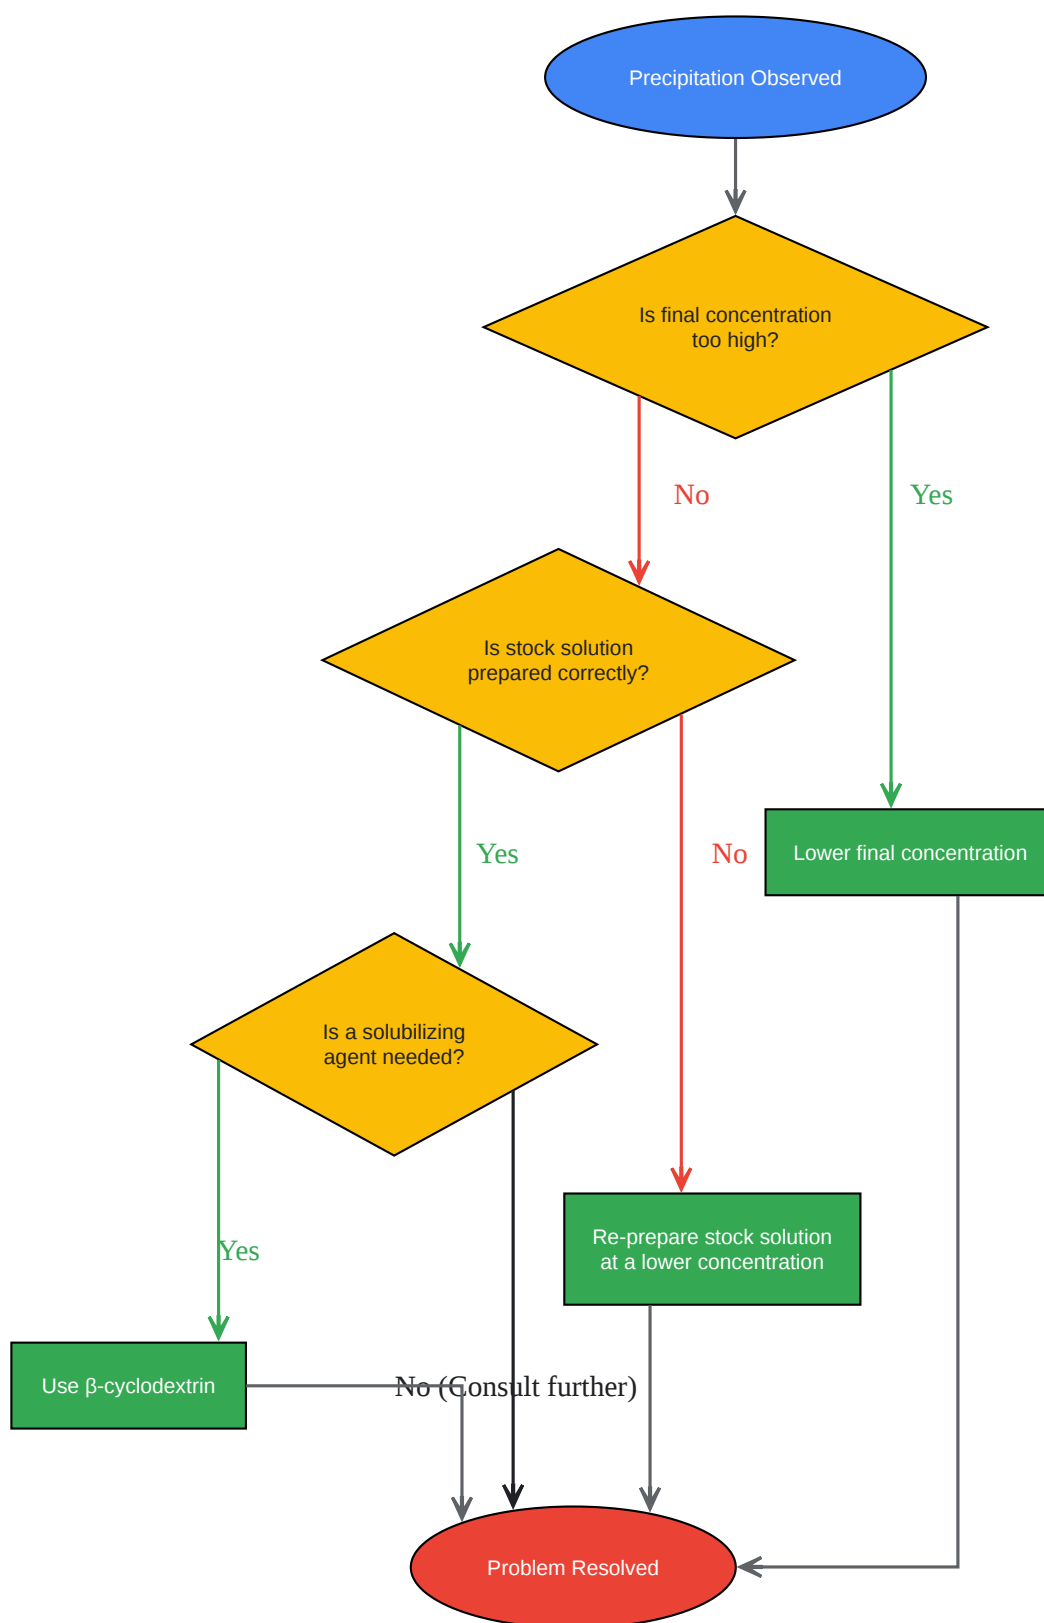 Precipitation Observed
Is final concentration
too high?
No
Yes
Is stock solution
prepared correctly?
Yes
No
Lower final concentration
Is a solubilizing
agent needed?
Re-prepare stock solution
at a lower concentration
Yes
Use β-cyclodextrin
No (Consult further)
Problem Resolved